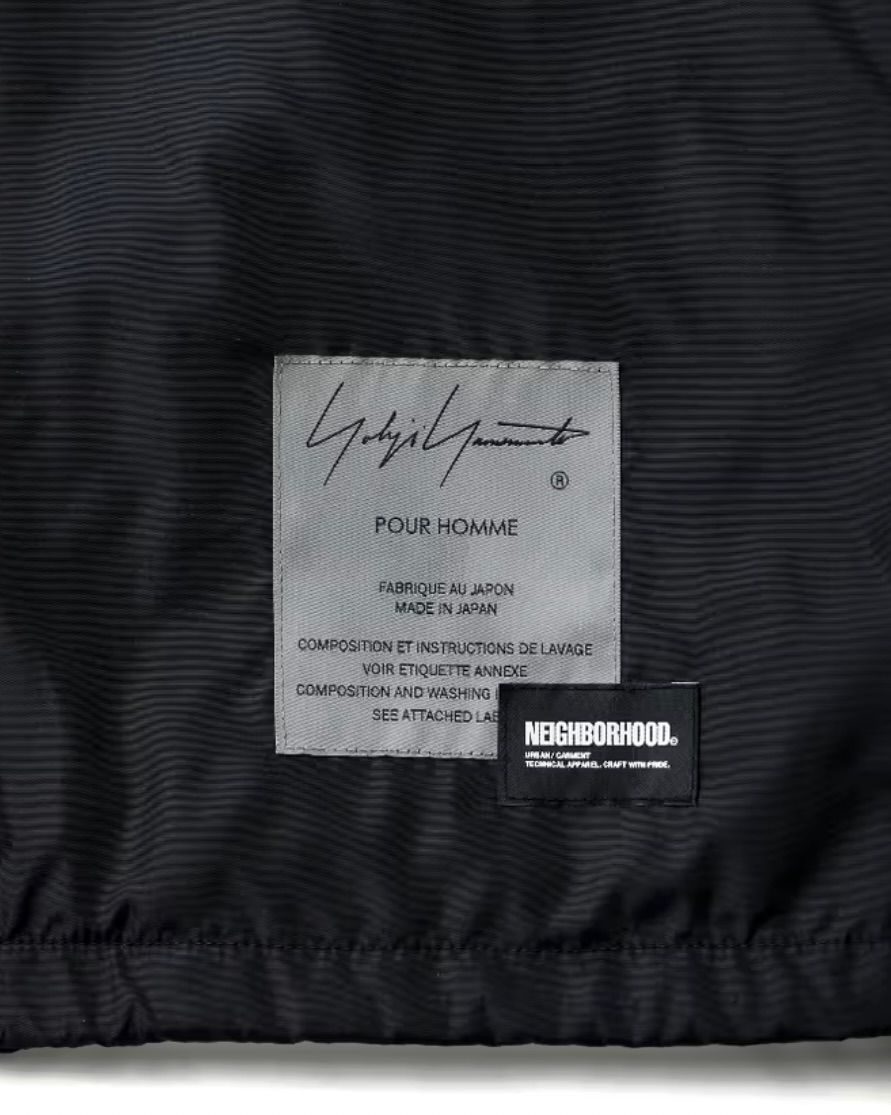 Yohji Yamamoto
®
POUR HOMME
FABRIQUE AU JAPON
MADE IN JAPAN
COMPOSITION ET INSTRUCTIONS DE LAVAGE
VOIR ETIQUETTE ANNEXE
COMPOSITION AND WASHING
SEE ATTACHED
NEIGHBORHOOD®
URBAN / GARMENT
TECHNICAL APPAREL. CRAFT WITH PRIDE.